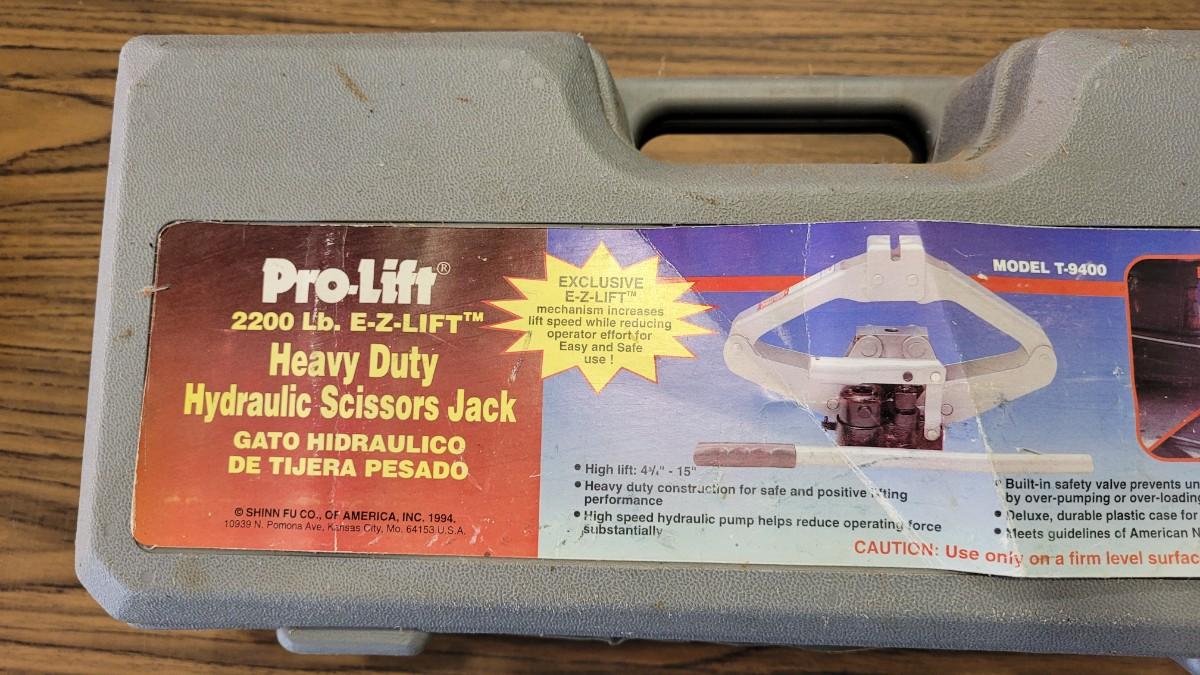 Pro-Lift®
2200 Lb. E-Z-LIFT™
Heavy Duty
Hydraulic Scissors Jack
GATO HIDRAULICO
DE TIJERA PESADO
© SHINN FU CO., OF AMERICA, INC. 1994.
10939 N. Pomona Ave. Kansas City, Mo. 64153 U.S.A.
EXCLUSIVE
E-Z-LIFT™
mechanism increases
lift speed while reducing
operator effort for
Easy and Safe
use !
MODEL T-9400
• High lift: 4¾" - 15"
• Heavy duty construction for safe and positive lifting
performance
• High speed hydraulic pump helps reduce operating force
substantially
• Built-in safety valve prevents un
by over-pumping or over-loading
• Deluxe, durable plastic case for
• Meets guidelines of American N
CAUTION: Use only on a firm level surfac